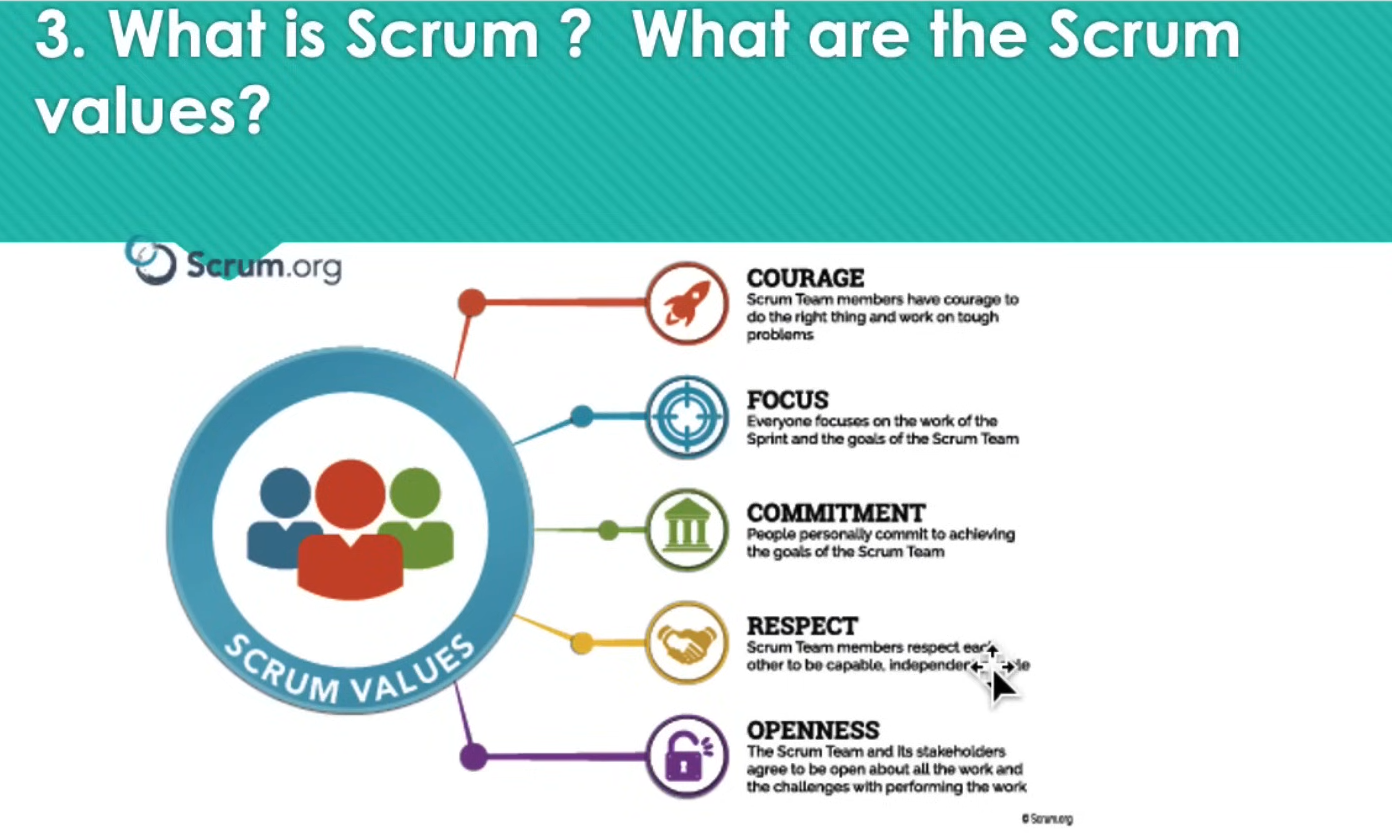 3. What is Scrum ?  What are the Scrum
values?
Scrum.org
COURAGE
Scrum Team members have courage to
do the right thing and work on tough
problems
FOCUS
Everyone focuses on the work of the
Sprint and the goals of the Scrum Team
COMMITMENT
People personally commit to achieving
the goals of the Scrum Team
RESPECT
Scrum Team members respect
other to be capable,
OPENNESS
The Scrum Team and its stakeholders
agree to be open about all the work and
the challenges with performing the work
SCRUM VALUES
© Scrum.org